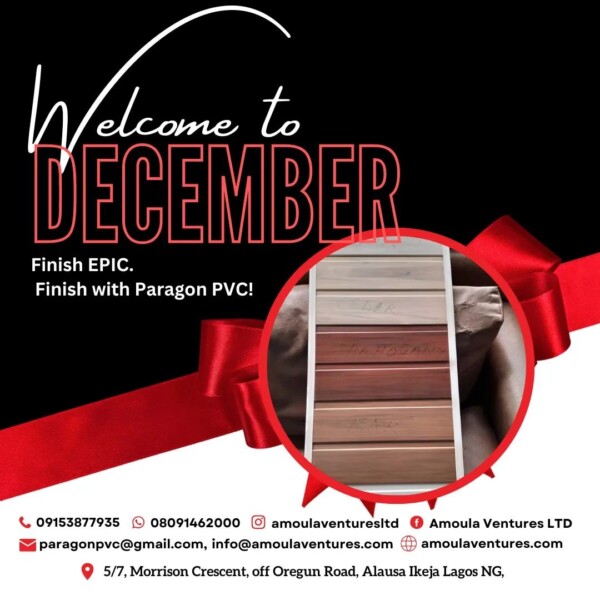 Welcome to
DECEMBER
Finish EPIC.
Finish with Paragon PVC!
09153877935 08091462000 amoulaventuresltd Amoula Ventures LTD
paragonpvc@gmail.com, info@amoulaventures.com amoulaventures.com
5/7, Morrison Crescent, off Oregun Road, Alausa Ikeja Lagos NG,